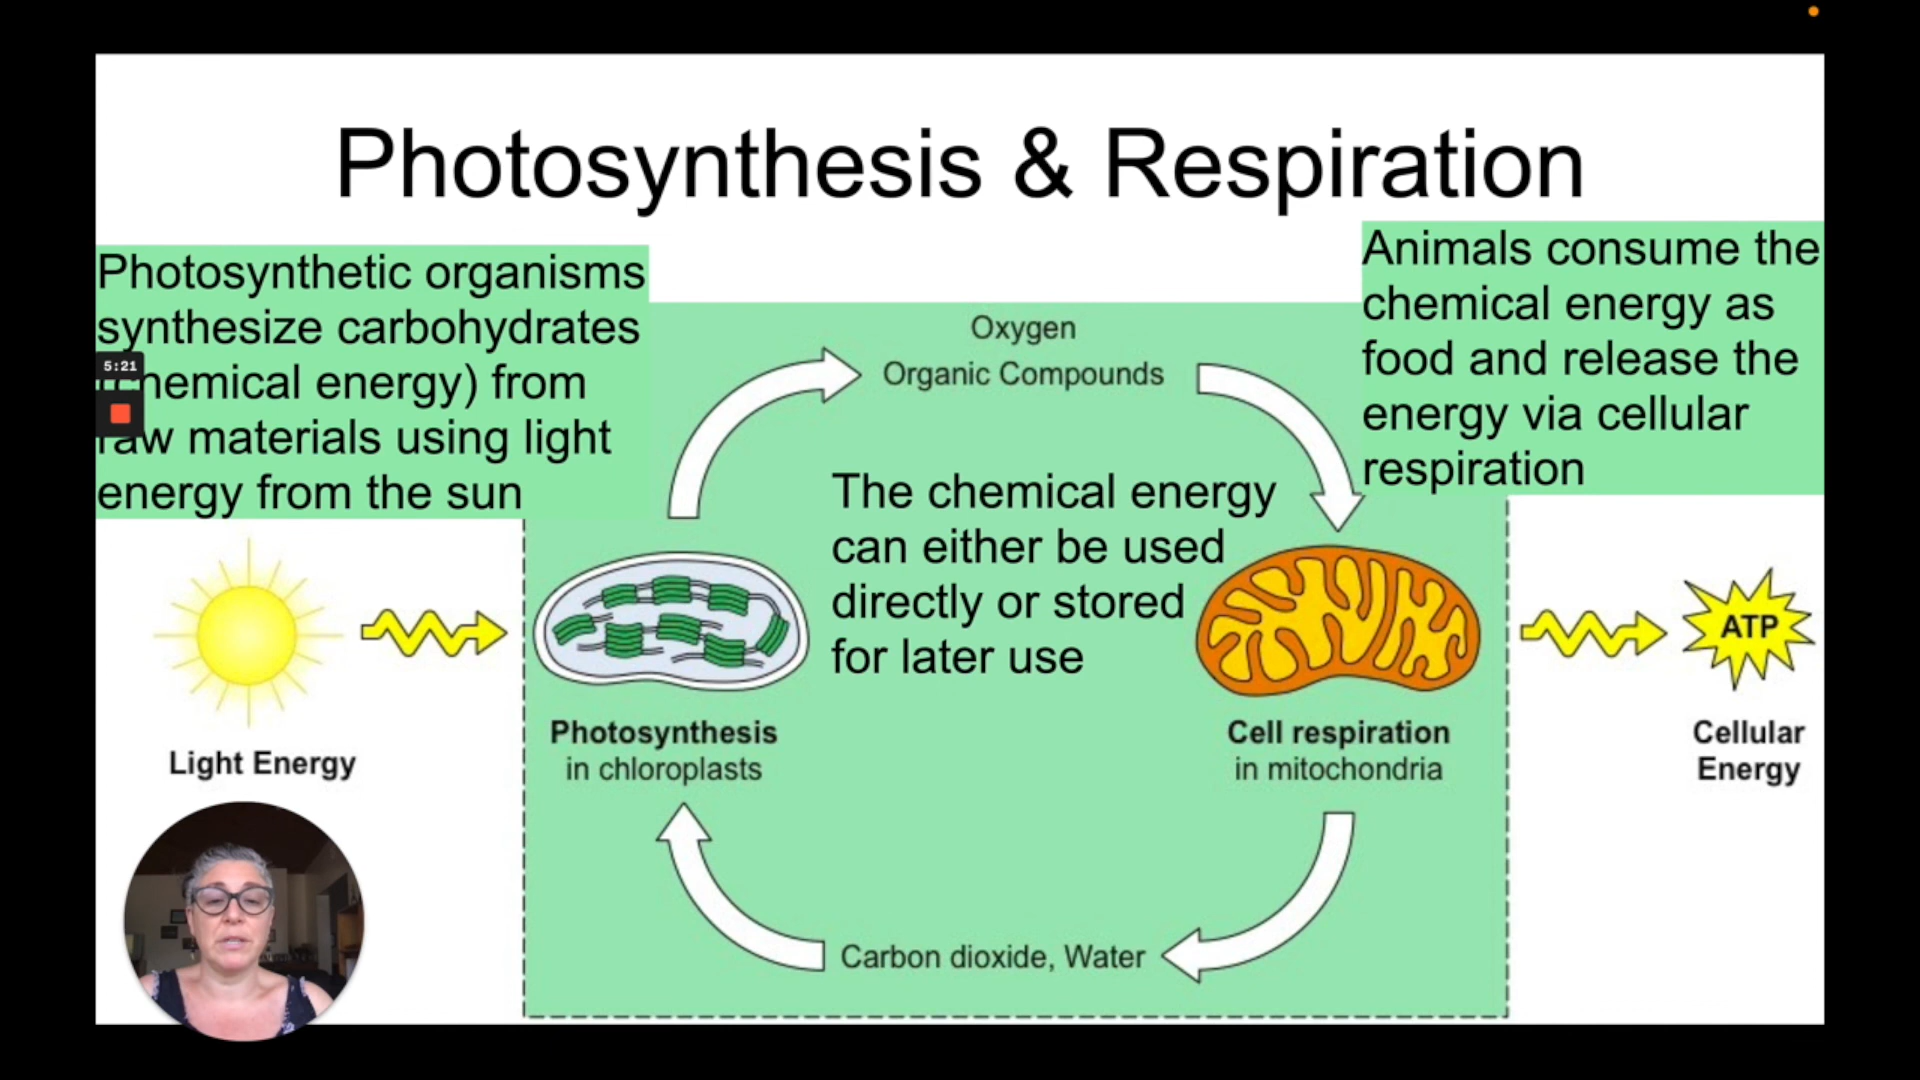 Photosynthesis & Respiration
Photosynthetic organisms
synthesize carbohydrates
5:21
hemical energy) from
raw materials using light
energy from the sun
Animals consume the
chemical energy as
food and release the
energy via cellular
respiration
Oxygen
Organic Compounds
The chemical energy
can either be used
directly or stored
for later use
ATP
Light Energy
Photosynthesis
in chloroplasts
Cell respiration
in mitochondria
Cellular
Energy
Carbon dioxide, Water